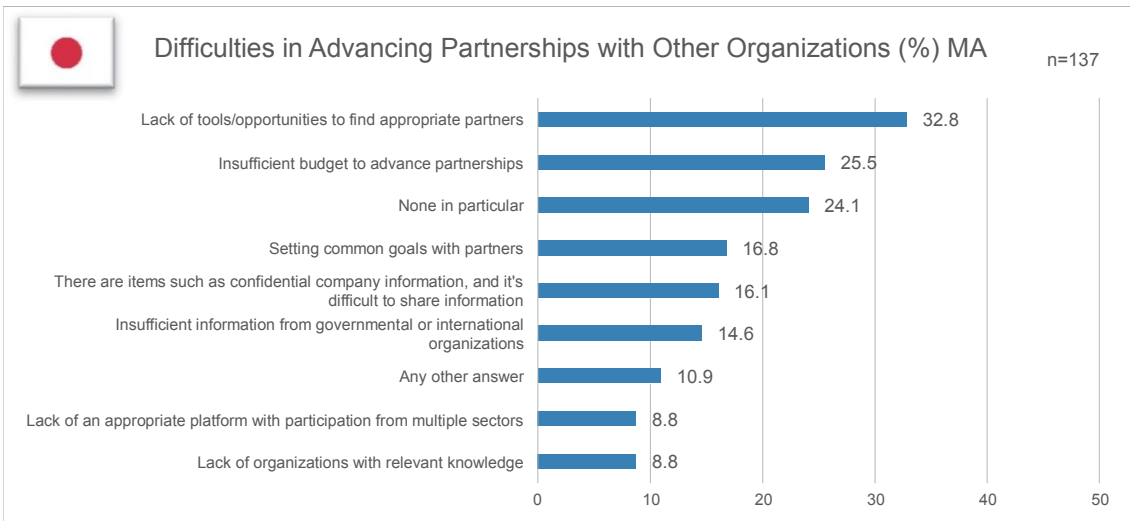 Difficulties in Advancing Partnerships with Other Organizations (%) MA
n=137
Lack of tools/opportunities to find appropriate partners
32.8
Insufficient budget to advance partnerships
25.5
None in particular
24.1
Setting common goals with partners
16.8
There are items such as confidential company information, and it's
difficult to share information
16.1
Insufficient information from governmental or international
organizations
14.6
Any other answer
10.9
Lack of an appropriate platform with participation from multiple sectors
8.8
Lack of organizations with relevant knowledge
8.8
0 10 20 30 40 50